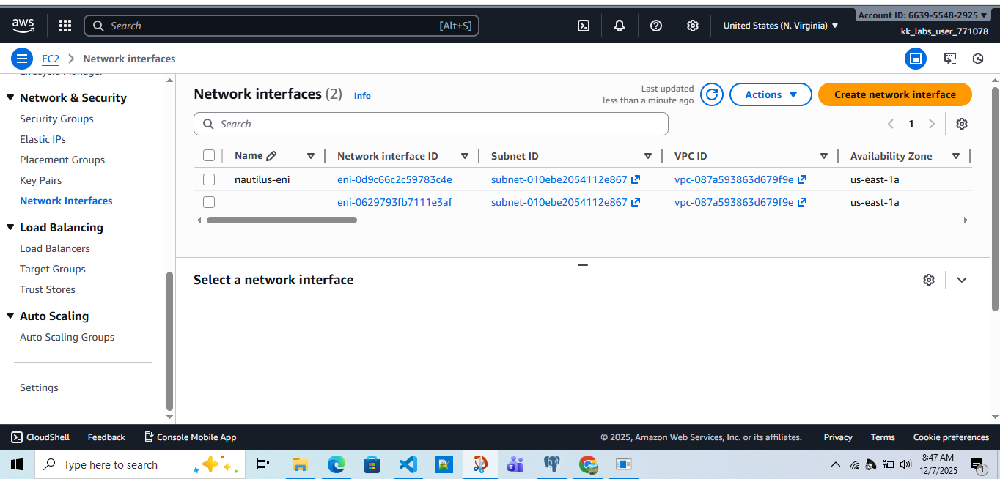 aws
Search
[Alt+S]
United States (N. Virginia)
Account ID: 6639-5548-2925
kk_labs_user_771078
EC2
Network interfaces
Lifecycle Manager
Network & Security
Security Groups
Elastic IPs
Placement Groups
Key Pairs
Network Interfaces
Load Balancing
Load Balancers
Target Groups
Trust Stores
Auto Scaling
Auto Scaling Groups
Settings
Network interfaces (2) Info
Last updated
less than a minute ago
Actions
Create network interface
Search
1
Name Network interface ID Subnet ID VPC ID Availability Zone
nautilus-eni eni-0d9c66c2c59783c4e subnet-010ebe2054112e867 vpc-087a593863d679f9e us-east-1a
eni-0629793fb7111e3af subnet-010ebe2054112e867 vpc-087a593863d679f9e us-east-1a
Select a network interface
CloudShell Feedback Console Mobile App © 2025, Amazon Web Services, Inc. or its affiliates. Privacy Terms Cookie preferences
Type here to search
8:47 AM
12/7/2025
1